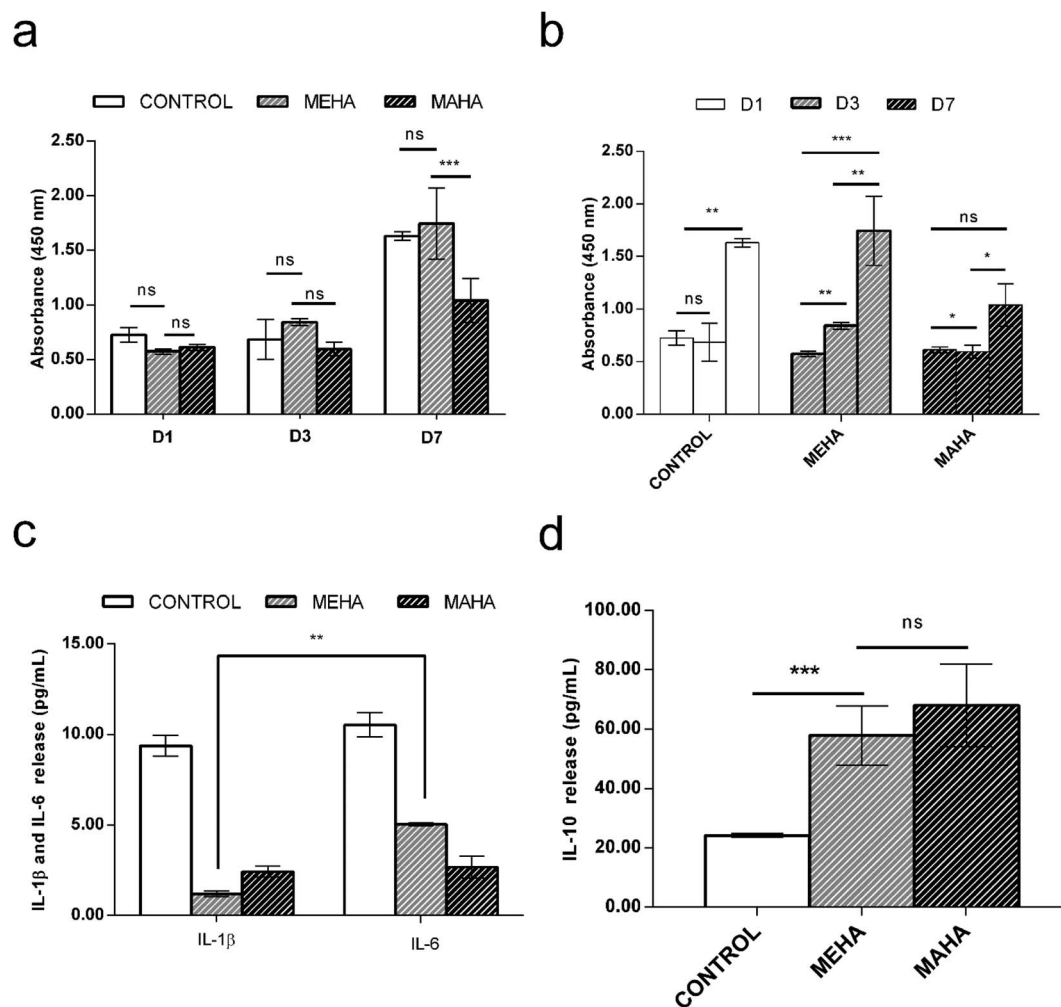 a
CONTROL MEHA MAHA
Absorbance (450 nm)
2.50
2.00
1.50
1.00
0.50
0.00
ns
ns
ns
ns
ns
***
D1 D3 D7
b
D1 D3 D7
Absorbance (450 nm)
2.50
2.00
1.50
1.00
0.50
0.00
ns
**
**
***
**
*
ns
*
CONTROL MEHA MAHA
c
CONTROL MEHA MAHA
IL-1β and IL-6 release (pg/mL)
15.00
10.00
5.00
0.00
**
IL-1β IL-6
d
IL-10 release (pg/mL)
100.00
80.00
60.00
40.00
20.00
0.00
***
ns
CONTROL MEHA MAHA